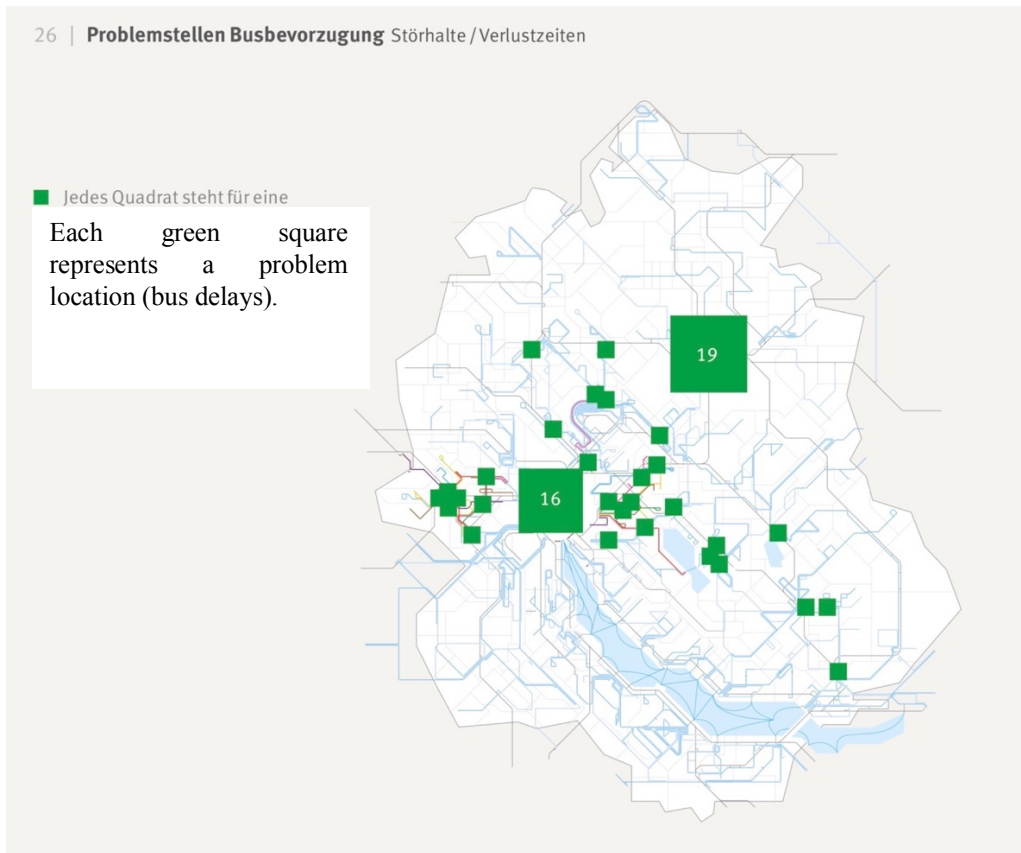 26 | Problemstellen Busbevorzugung Störhalte / Verlustzeiten
Jedes Quadrat steht für eine
Each green square
represents a problem
location (bus delays).
19
16